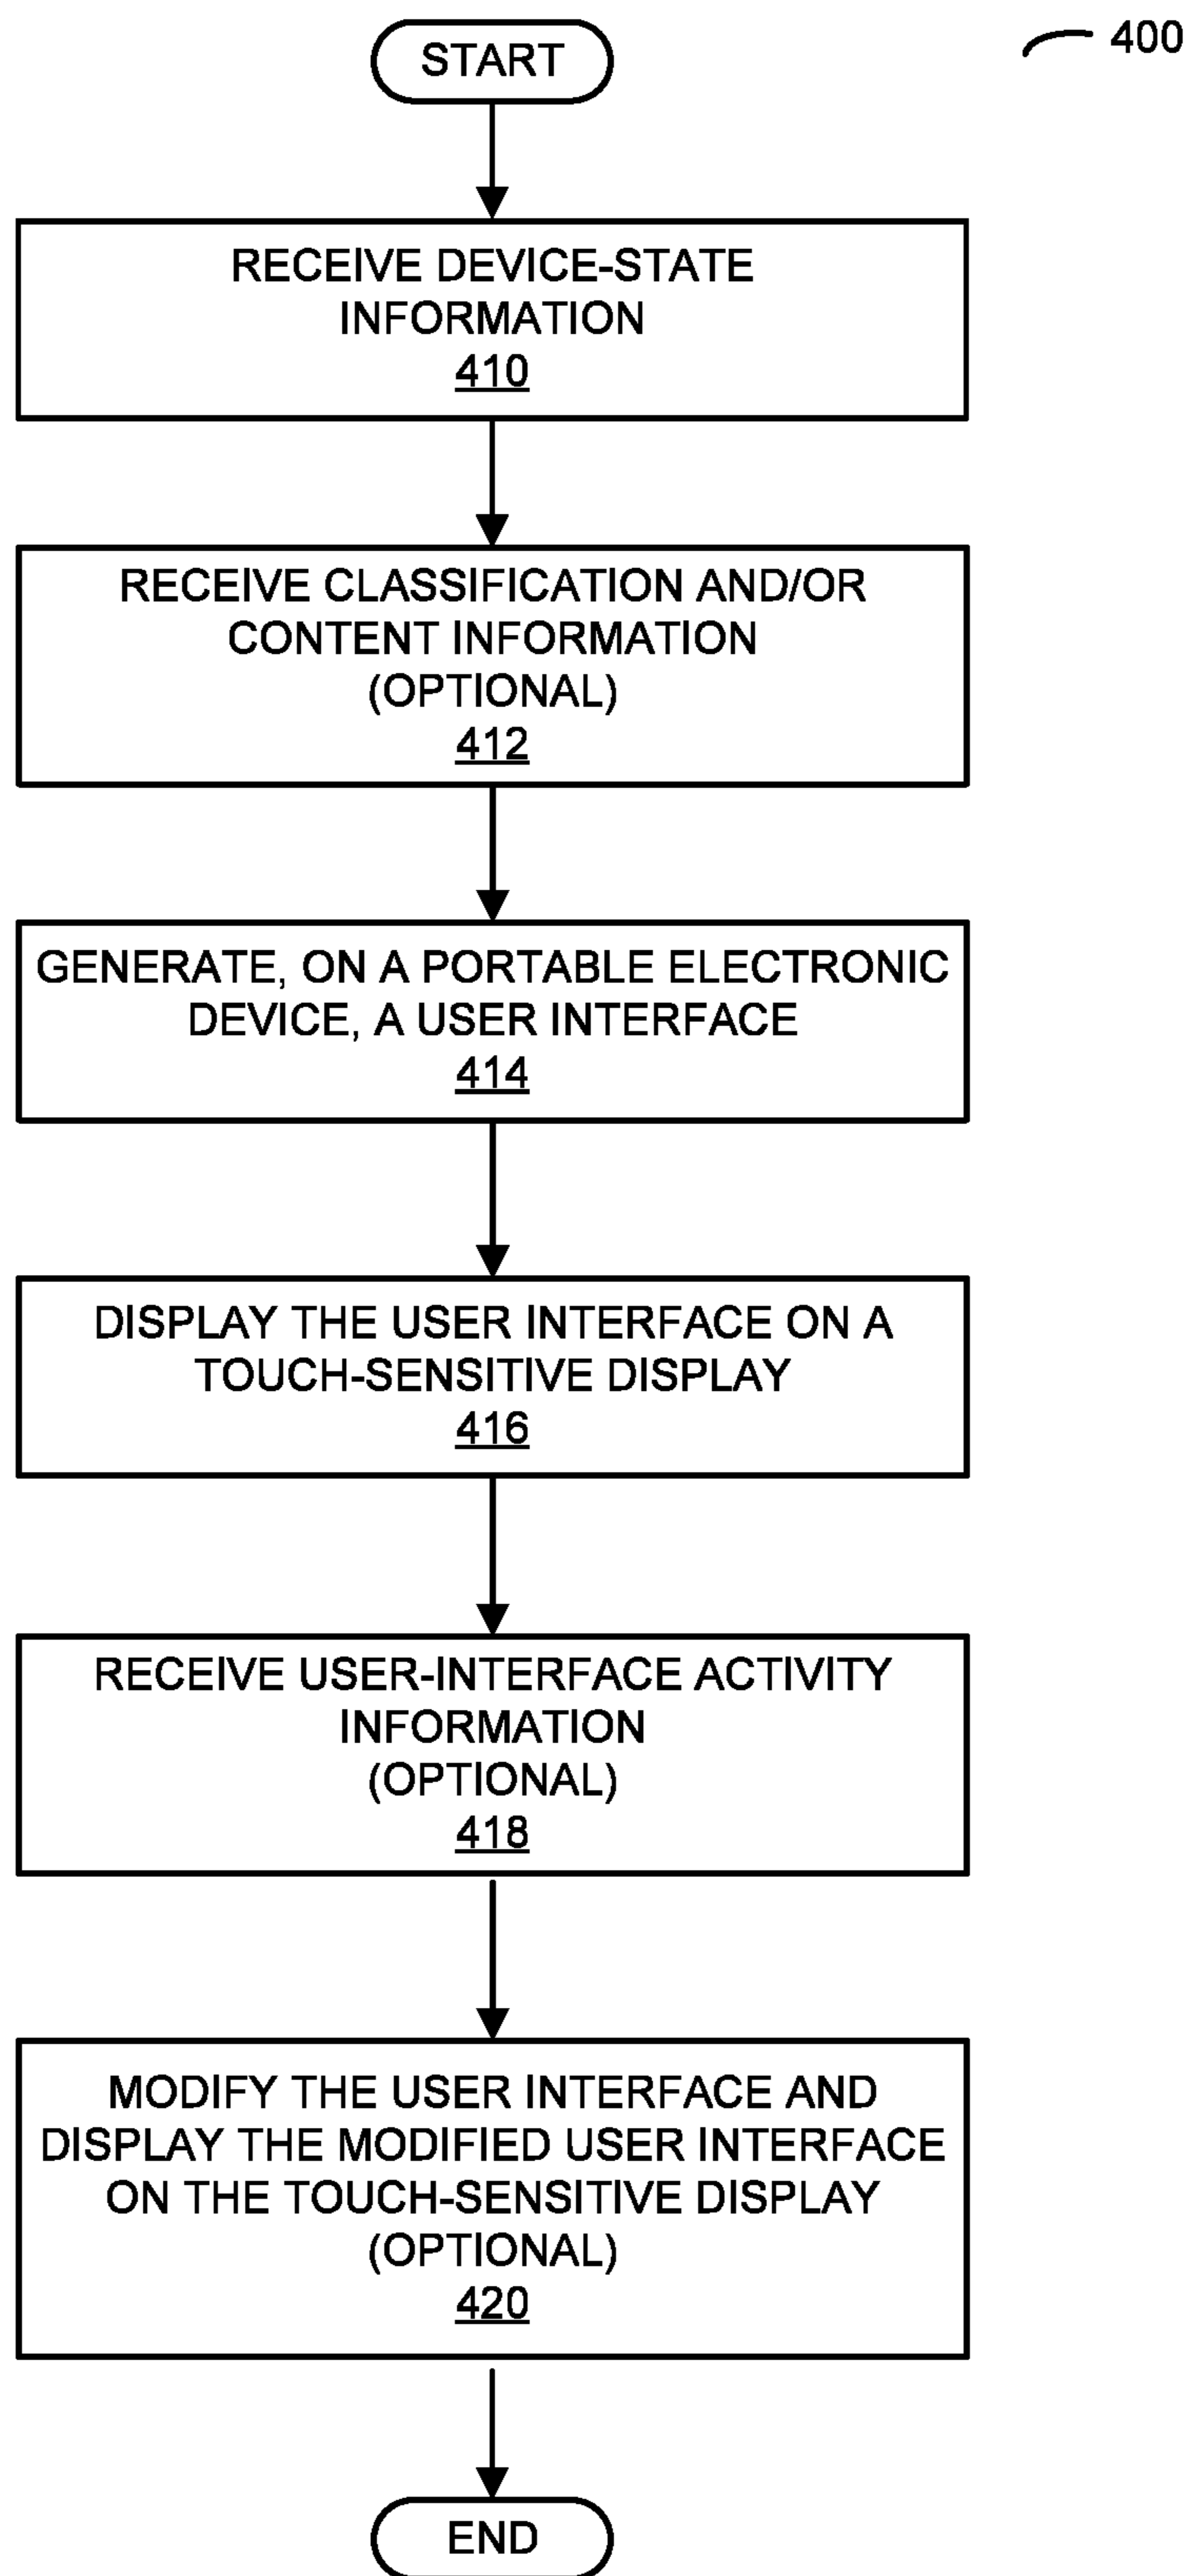 400
START
RECEIVE DEVICE-STATE
INFORMATION
410
RECEIVE CLASSIFICATION AND/OR
CONTENT INFORMATION
(OPTIONAL)
412
GENERATE, ON A PORTABLE ELECTRONIC
DEVICE, A USER INTERFACE
414
DISPLAY THE USER INTERFACE ON A
TOUCH-SENSITIVE DISPLAY
416
RECEIVE USER-INTERFACE ACTIVITY
INFORMATION
(OPTIONAL)
418
MODIFY THE USER INTERFACE AND
DISPLAY THE MODIFIED USER INTERFACE
ON THE TOUCH-SENSITIVE DISPLAY
(OPTIONAL)
420
END